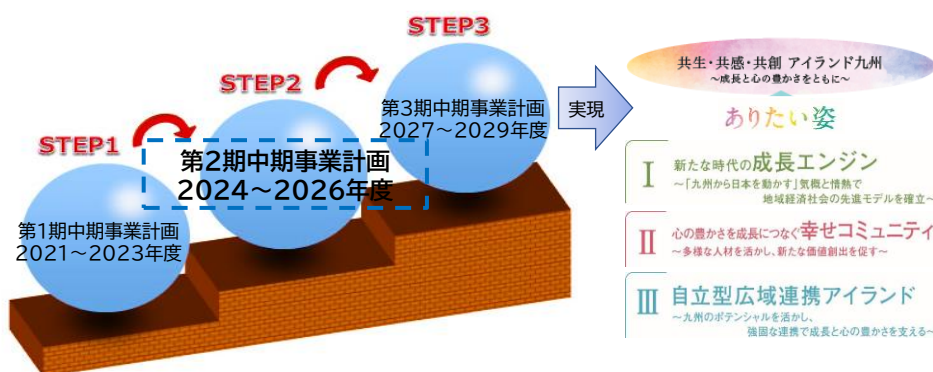 STEP1
第1期中期事業計画
2021~2023年度
STEP2
第2期中期事業計画
2024~2026年度
STEP3
第3期中期事業計画
2027~2029年度
実現
共生・共感・共創 アイランド九州
~成長と心の豊かさをともに~
ありたい姿
I 新たな時代の成長エンジン
~「九州から日本を動かす」気概と情熱で
地域経済社会の先進モデルを確立~
II 心の豊かさを成長につなぐ幸せコミュニティ
~多様な人材を活かし、新たな価値創出を促す~
III 自立型広域連携アイランド
~九州のポテンシャルを活かし、
強固な連携で成長と心の豊かさを支える~